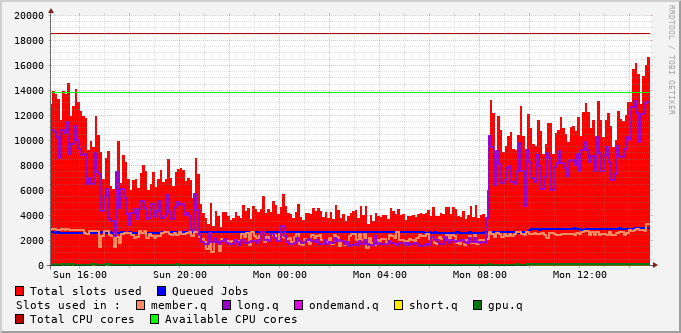 20000
18000
16000
14000
12000
10000
8000
6000
4000
2000
0
Sun 16:00 Sun 20:00 Mon 00:00 Mon 04:00 Mon 08:00 Mon 12:00
Total slots used Queued Jobs
Slots used in : member.q long.q ondemand.q short.q gpu.q
Total CPU cores Available CPU cores
RRDTOOL / TOBI OETIKER